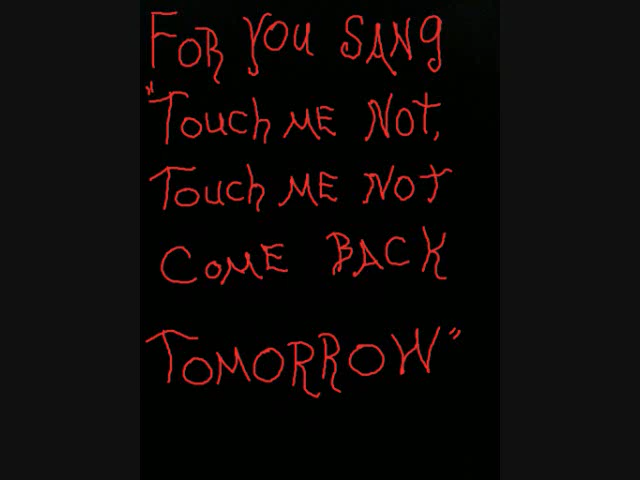 FOR YOU SANG
"Touch ME NOT,
Touch ME NOT
COME BACK
TOMORROW"